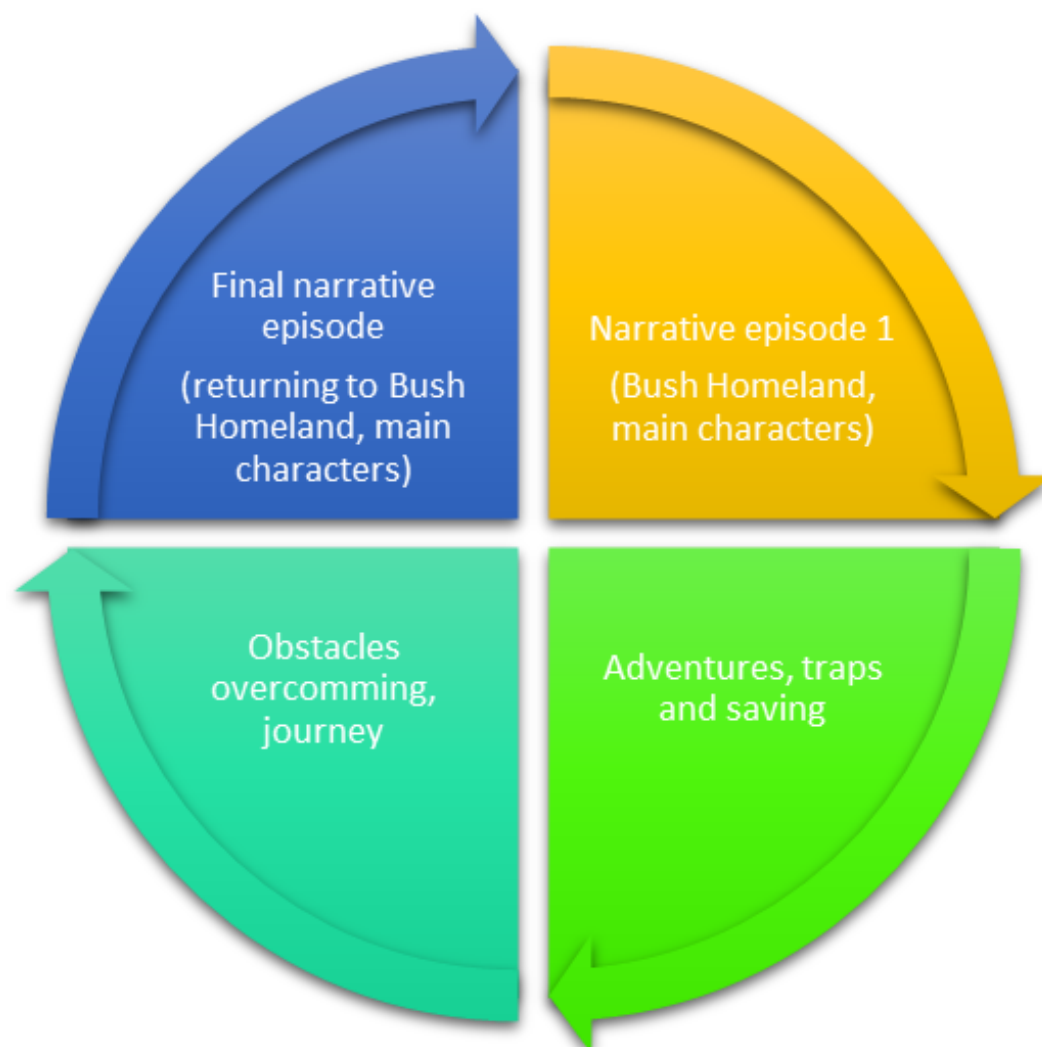 Final narrative
episode
(returning to Bush
Homeland, main
characters)
Narrative episode 1
(Bush Homeland,
main characters)
Obstacles
overcomming,
journey
Adventures, traps
and saving